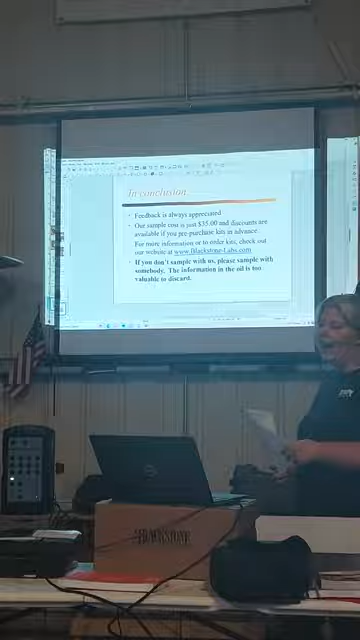 In conclusion
Feedback is always appreciated
Our sample cost is just $35.00 and discounts are
available if you pre-purchase kits in advance.
For more information or to order kits, check out
our website at www.Blackstone-Labs.com
If you don't sample with us, please sample with
somebody. The information in the oil is too
valuable to discard.
BLACKSTONE